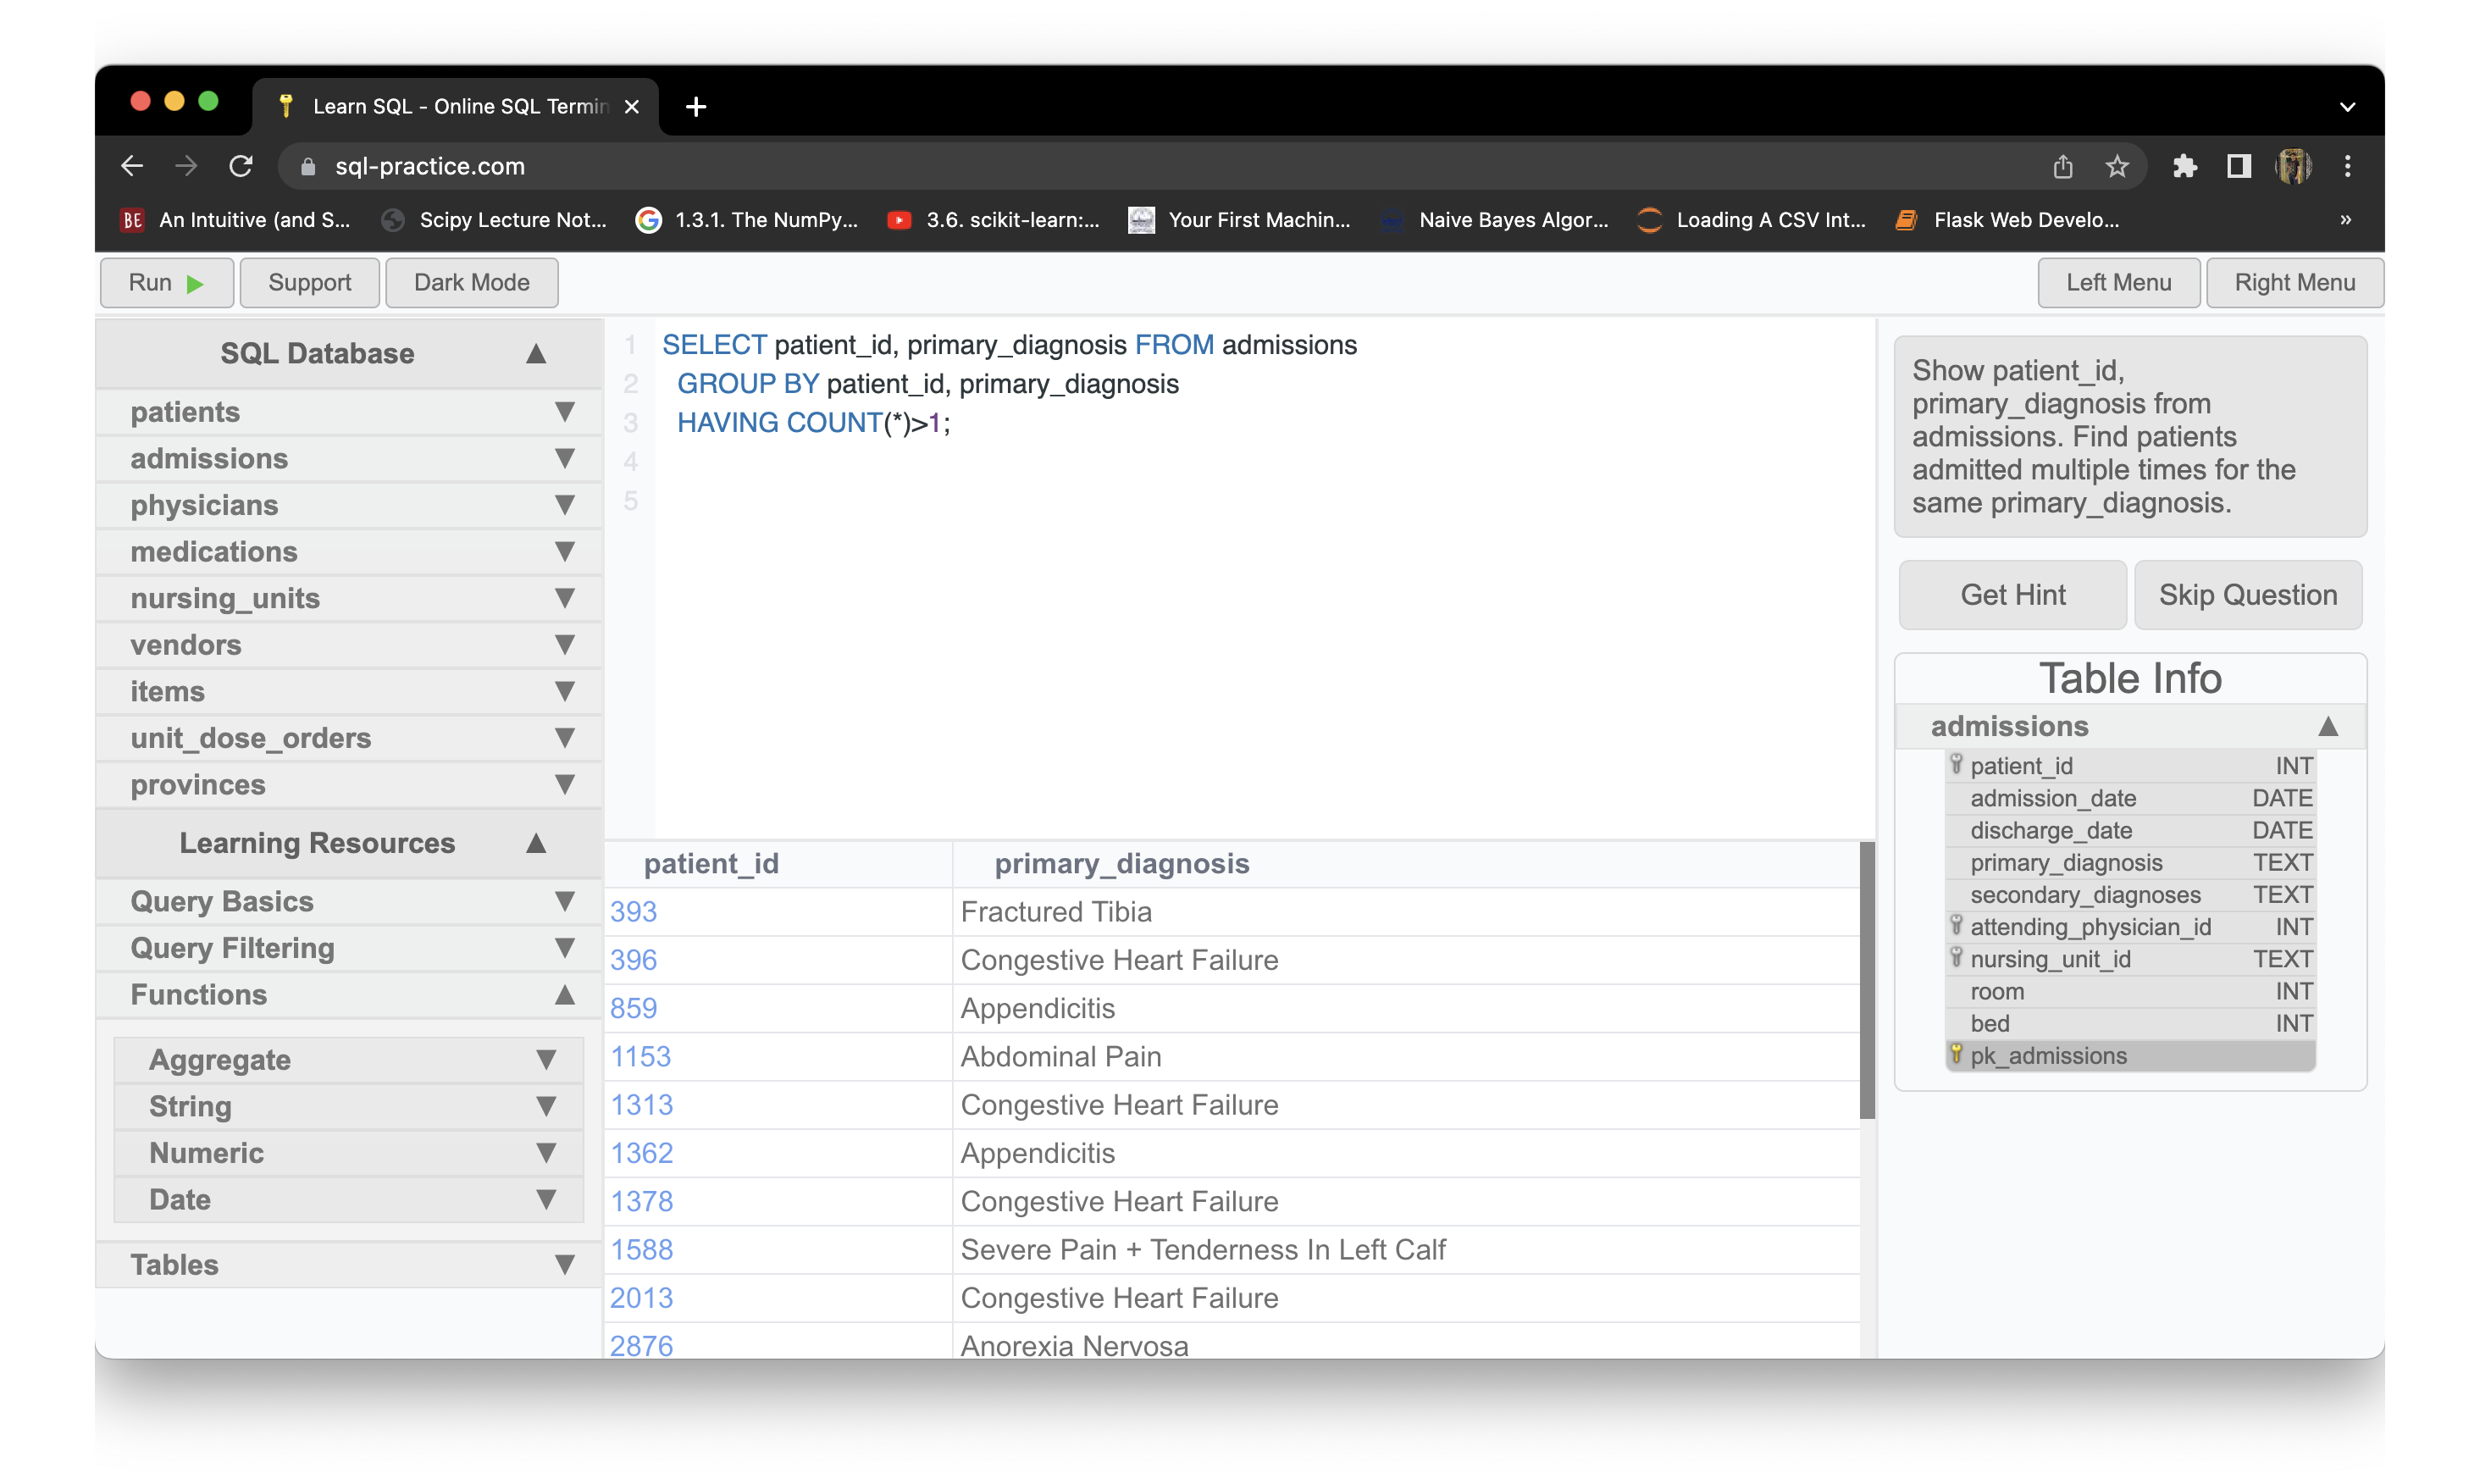 Learn SQL - Online SQL Termin
sql-practice.com
BE An Intuitive (and S... Scipy Lecture Not... 1.3.1. The NumPy... 3.6. scikit-learn:... Your First Machin... Naive Bayes Algor... Loading A CSV Int... Flask Web Develo... »
Run Support Dark Mode Left Menu Right Menu
SQL Database
patients
admissions
physicians
medications
nursing_units
vendors
items
unit_dose_orders
provinces
Learning Resources
Query Basics
Query Filtering
Functions
Aggregate
String
Numeric
Date
Tables
1 SELECT patient_id, primary_diagnosis FROM admissions
2 GROUP BY patient_id, primary_diagnosis
3 HAVING COUNT(*)>1;
4
5
patient_id primary_diagnosis
393 Fractured Tibia
396 Congestive Heart Failure
859 Appendicitis
1153 Abdominal Pain
1313 Congestive Heart Failure
1362 Appendicitis
1378 Congestive Heart Failure
1588 Severe Pain + Tenderness In Left Calf
2013 Congestive Heart Failure
2876 Anorexia Nervosa
Show patient_id,
primary_diagnosis from
admissions. Find patients
admitted multiple times for the
same primary_diagnosis.
Get Hint Skip Question
Table Info
admissions
patient_id INT
admission_date DATE
discharge_date DATE
primary_diagnosis TEXT
secondary_diagnoses TEXT
attending_physician_id INT
nursing_unit_id TEXT
room INT
bed INT
pk_admissions